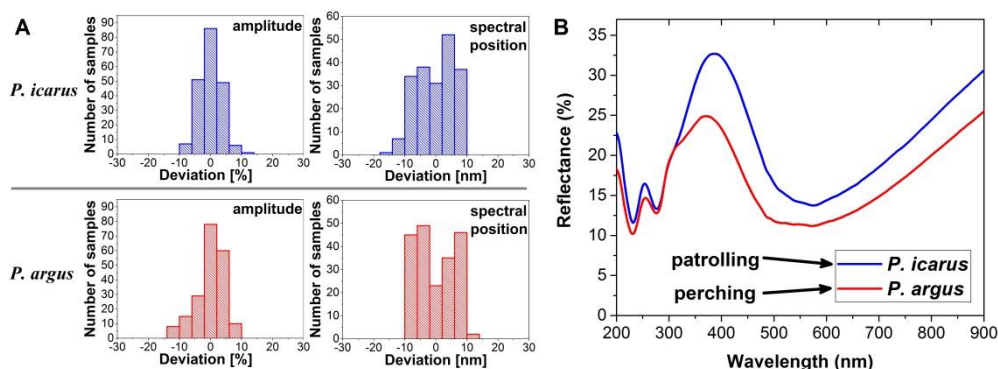 A
P. icarus
P. argus
amplitude
Number of samples
90
80
70
60
50
40
30
20
10
0
-30 -20 -10 0 10 20 30
Deviation [%]
spectral
position
Number of samples
60
50
40
30
20
10
0
-30 -20 -10 0 10 20 30
Deviation [nm]
amplitude
Number of samples
90
80
70
60
50
40
30
20
10
0
-30 -20 -10 0 10 20 30
Deviation [%]
spectral
position
Number of samples
60
50
40
30
20
10
0
-30 -20 -10 0 10 20 30
Deviation [nm]
B
Reflectance (%)
35
30
25
20
15
10
5
0
patrolling
perching
P. icarus
P. argus
200 300 400 500 600 700 800 900
Wavelength (nm)